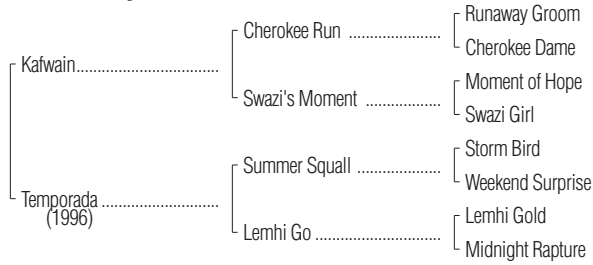 Runaway Groom
Cherokee Run ...................
Cherokee Dame
Kafwain.............................
Moment of Hope
Swazi's Moment ................
Swazi Girl
Storm Bird
Summer Squall ..................
Weekend Surprise
Temporada ........................
(1996)
Lemhi Gold
Lemhi Go ...........................
Midnight Rapture